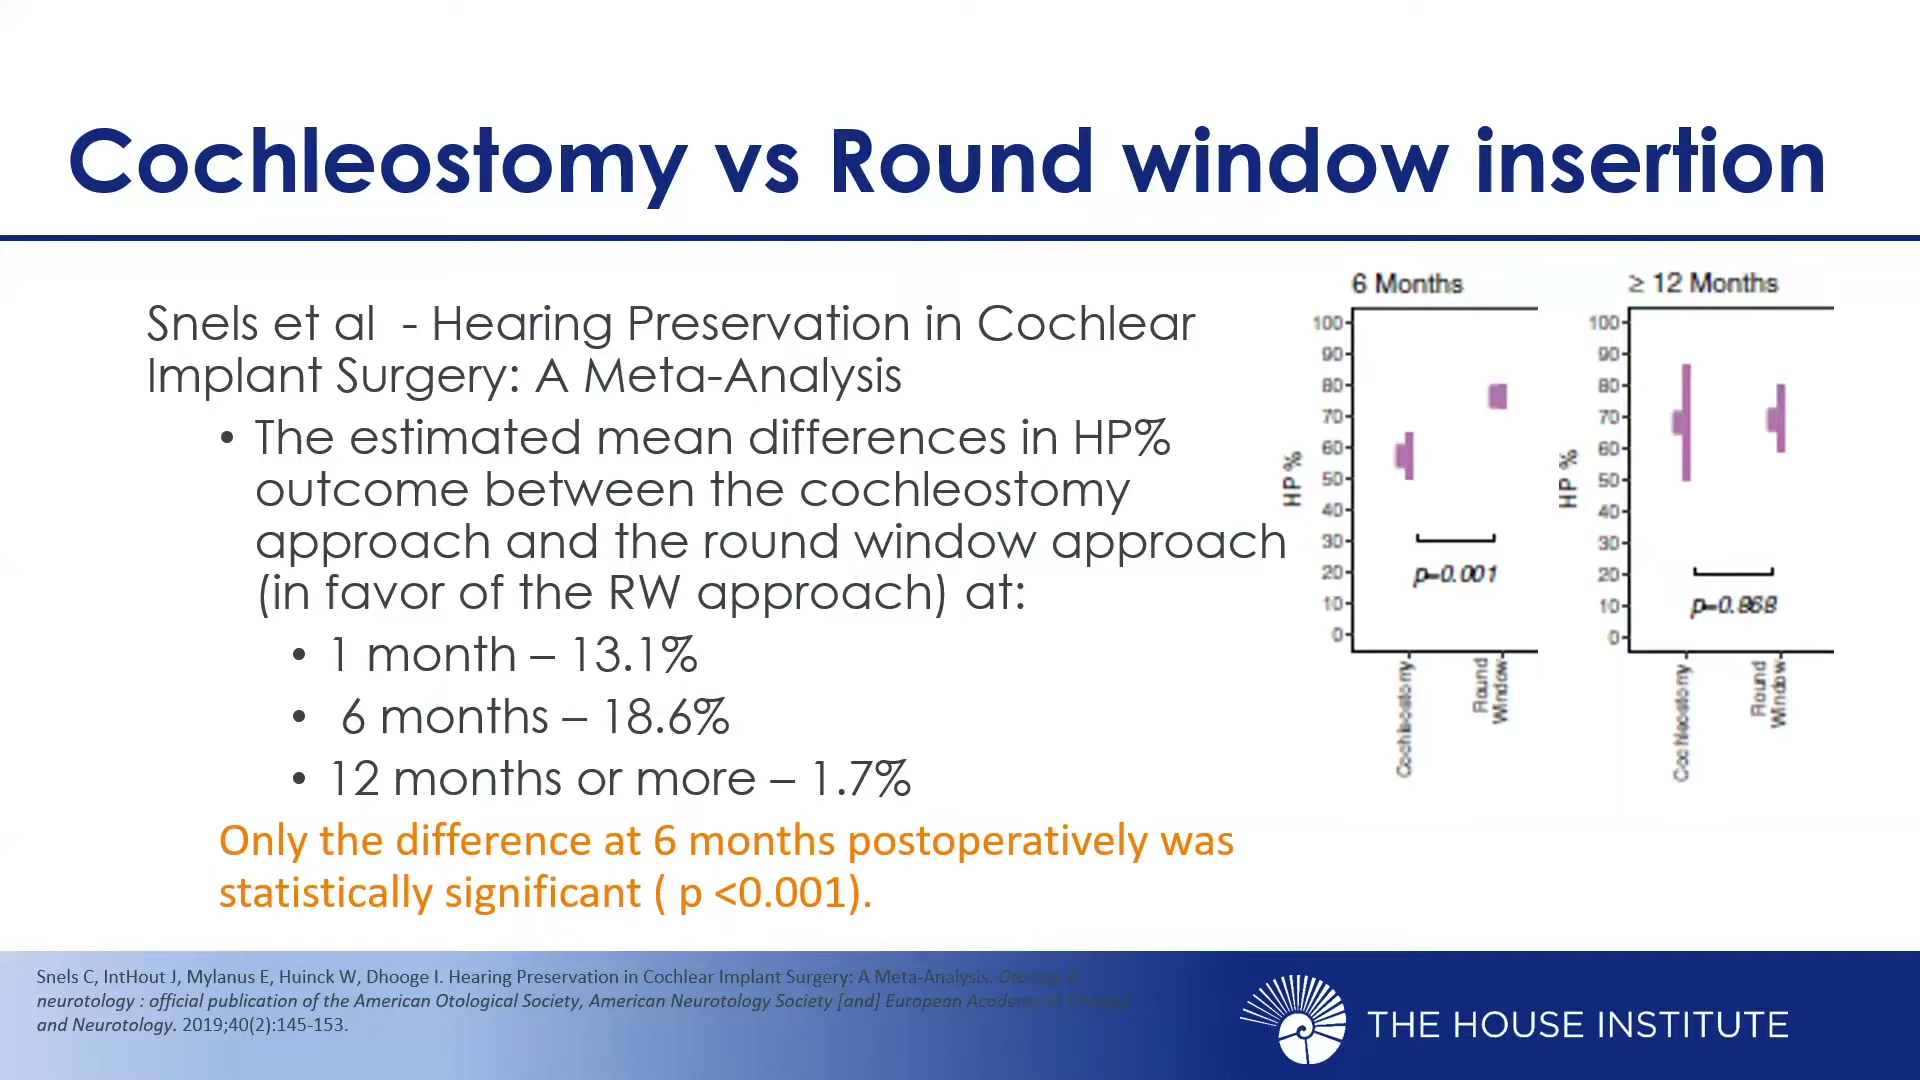 Cochleostomy vs Round window insertion
Snels et al - Hearing Preservation in Cochlear
Implant Surgery: A Meta-Analysis
• The estimated mean differences in HP%
outcome between the cochleostomy
approach and the round window approach
(in favor of the RW approach) at:
• 1 month – 13.1%
• 6 months – 18.6%
• 12 months or more – 1.7%
Only the difference at 6 months postoperatively was
statistically significant ( p <0.001).
6 Months
HP %
100
90
80
70
60
50
40
30
20
10
0
p=0.001
Cochleostomy
Round
Window
≥ 12 Months
HP %
100
90
80
70
60
50
40
30
20
10
0
p=0.868
Cochleostomy
Round
Window
Snels C, IntHout J, Mylanus E, Huinck W, Dhooge I. Hearing Preservation in Cochlear Implant Surgery: A Meta-Analysis. Otology &
neurotology : official publication of the American Otological Society, American Neurotology Society [and] European Academy of Otology
and Neurotology. 2019;40(2):145-153.
THE HOUSE INSTITUTE